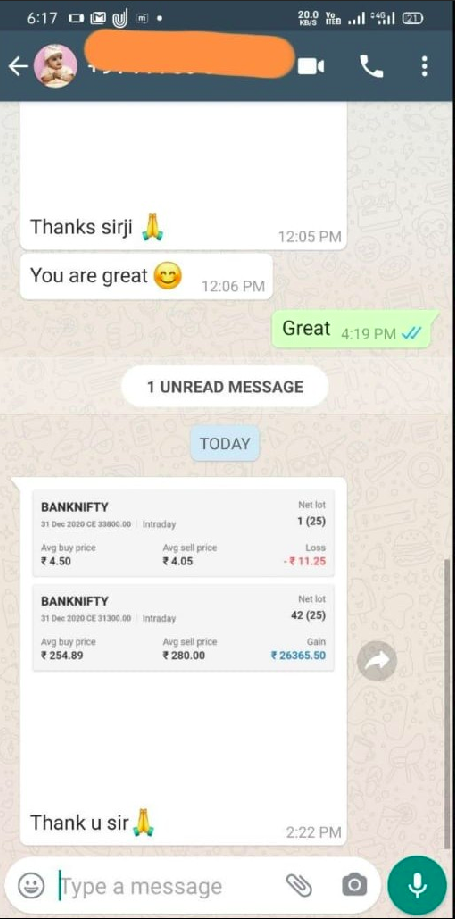 6:17
20.0 KB/S
Thanks sirji 🙏
12:05 PM
You are great 😊
12:06 PM
Great 4:19 PM
1 UNREAD MESSAGE
TODAY
BANKNIFTY
Net lot
31 Dec 2020 CE 33800.00 Intraday
1 (25)
Avg buy price Avg sell price Loss
₹ 4.50 ₹ 4.05 - ₹ 11.25
BANKNIFTY
Net lot
31 Dec 2020 CE 31300.00 Intraday
42 (25)
Avg buy price Avg sell price Gain
₹ 254.89 ₹ 280.00 ₹ 26365.50
Thank u sir 🙏
2:22 PM
Type a message